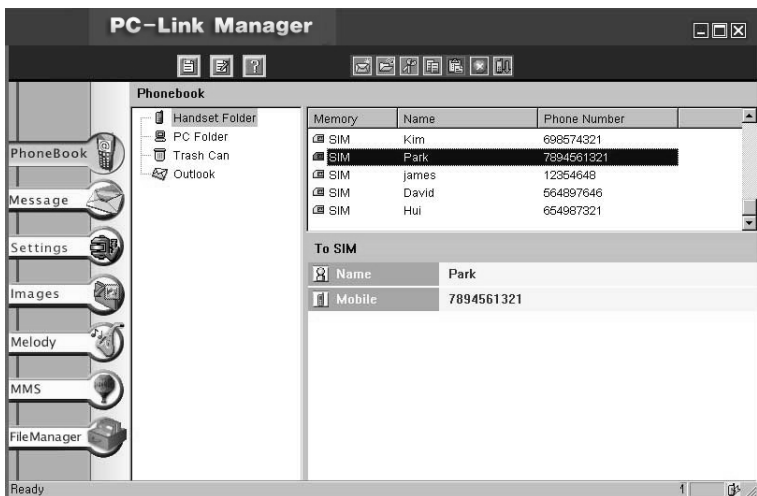 PC-Link Manager
Phonebook
PhoneBook
Message
Settings
Images
Melody
MMS
FileManager
Handset Folder
PC Folder
Trash Can
Outlook
Memory Name Phone Number
SIM Kim 698574321
SIM Park 7894561321
SIM james 12354648
SIM David 564897646
SIM Hui 654987321
To SIM
Name Park
Mobile 7894561321
Ready 1